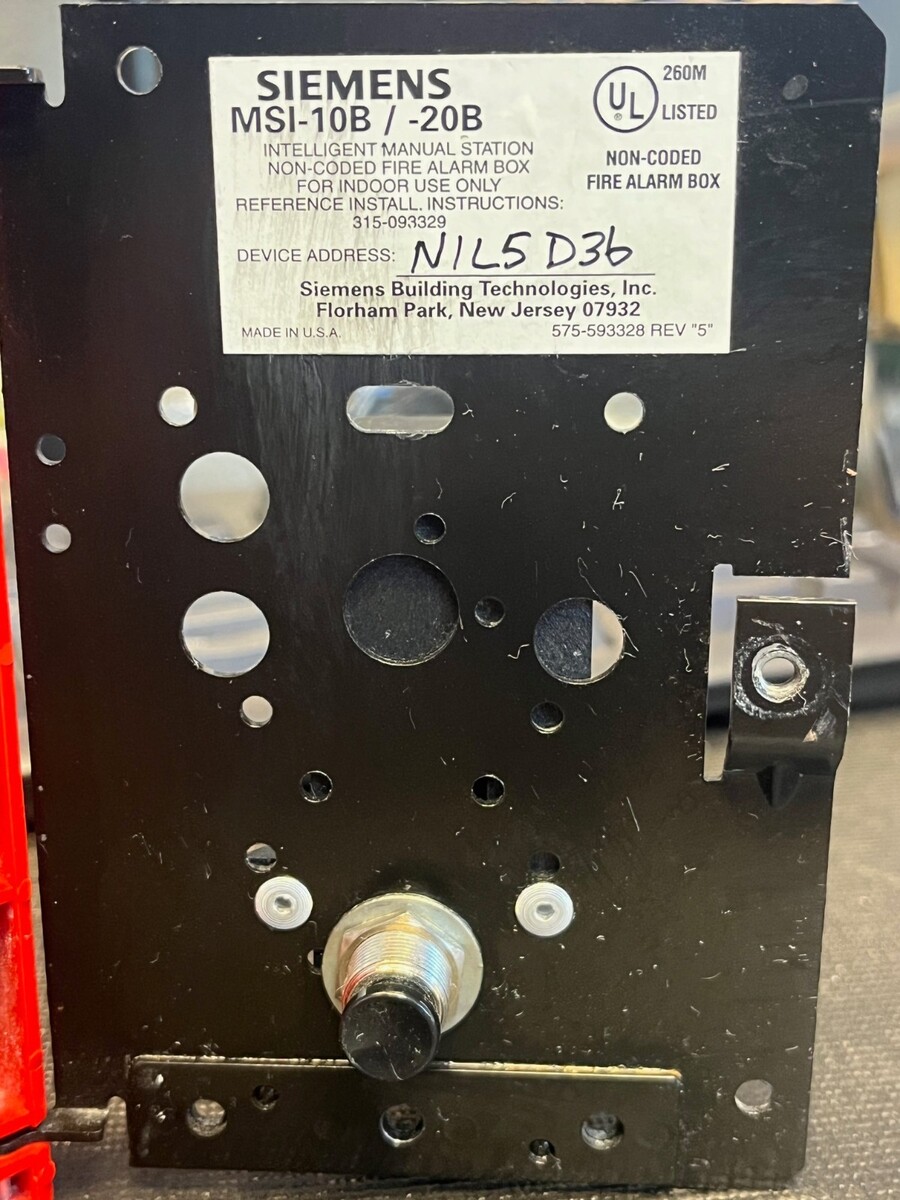 SIEMENS
MSI-10B / -20B
INTELLIGENT MANUAL STATION
NON-CODED FIRE ALARM BOX
FOR INDOOR USE ONLY
REFERENCE INSTALL. INSTRUCTIONS:
315-093329
UL ® 260M
LISTED
NON-CODED
FIRE ALARM BOX
DEVICE ADDRESS: N1L5 D36
Siemens Building Technologies, Inc.
Florham Park, New Jersey 07932
MADE IN U.S.A. 575-593328 REV "5"